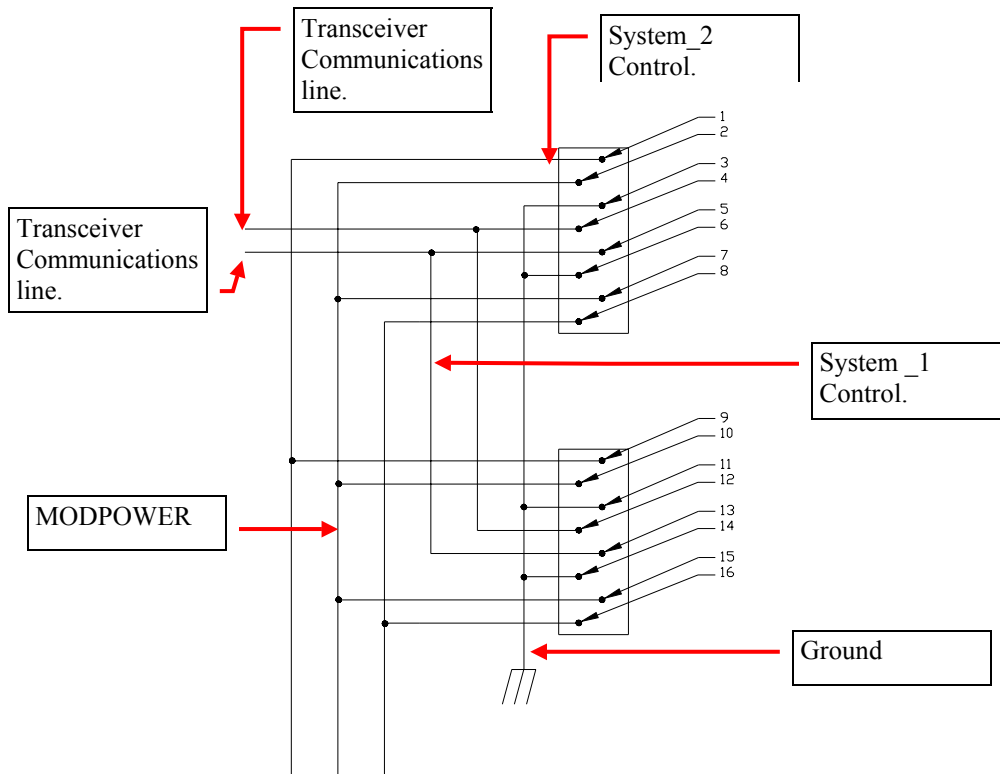 Transceiver
Communications
line.
System_2
Control.
1
2
3
4
5
6
7
8
Transceiver
Communications
line.
System _1
Control.
9
10
11
12
13
14
15
16
MODPOWER
Ground